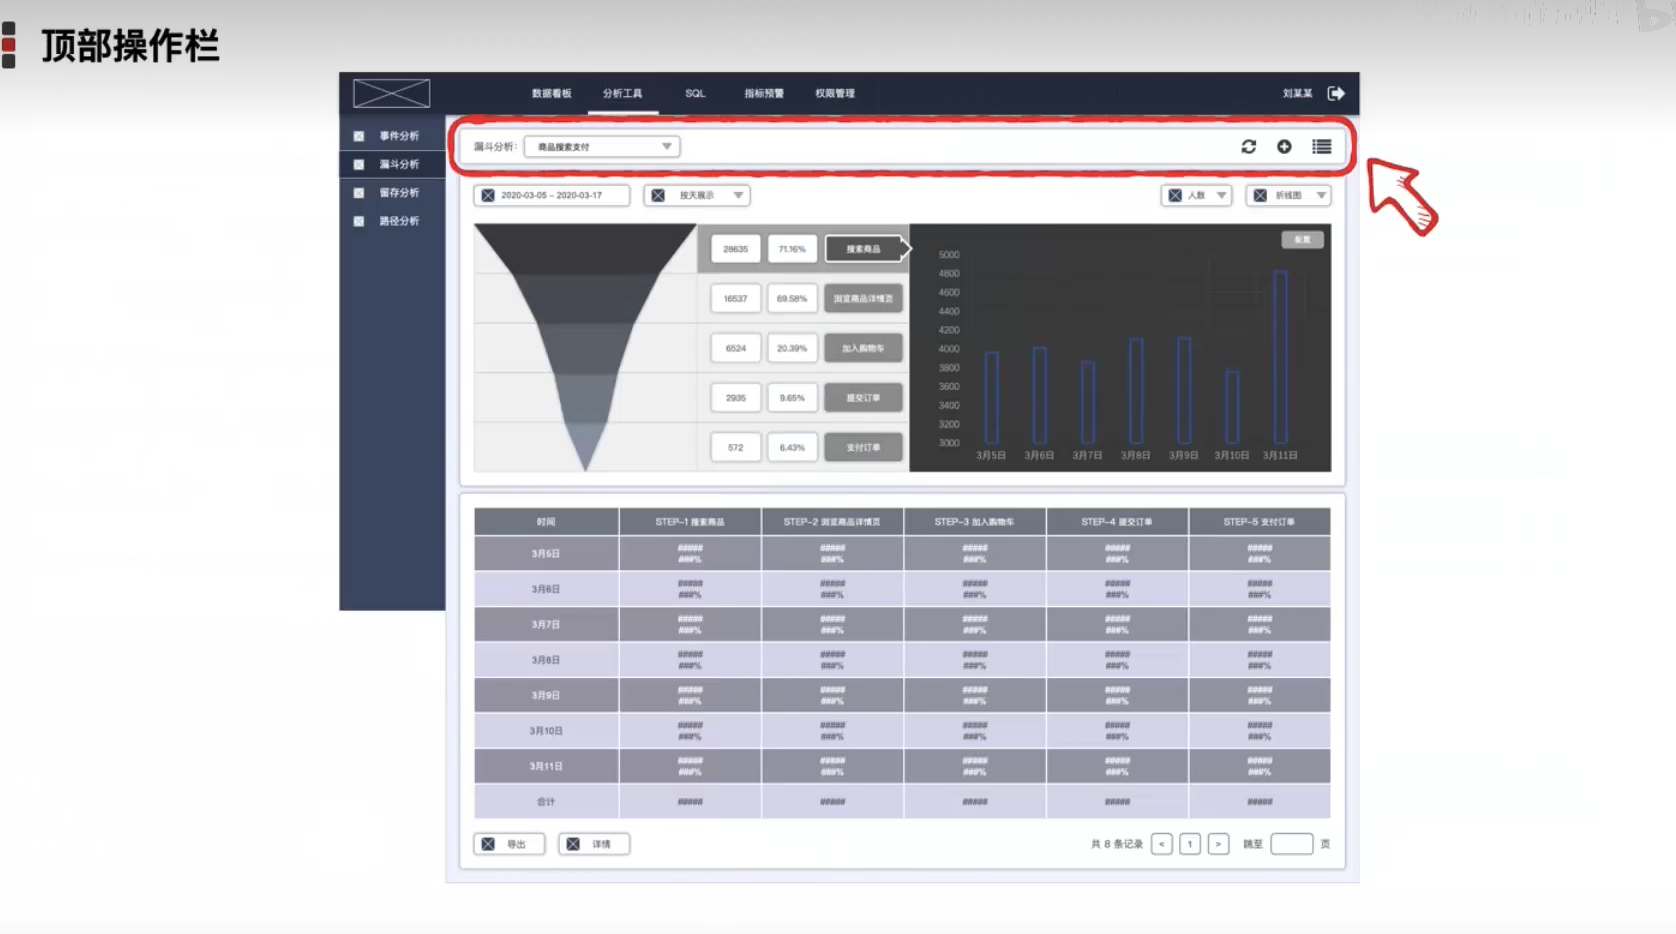 顶部操作栏
数据看板 分析工具 SQL 指标预警 权限管理 刘某某
事件分析
漏斗分析
留存分析
路径分析
漏斗分析: 商品搜索支付
2020-03-05 – 2020-03-17 按天展示 人数 折线图
28635 71.16% 搜索商品
16537 69.58% 浏览商品详情页
6524 20.39% 加入购物车
2935 9.65% 提交订单
572 6.43% 支付订单
配置
5000
4800
4600
4400
4200
4000
3800
3600
3400
3200
3000
3月5日 3月6日 3月7日 3月8日 3月9日 3月10日 3月11日
时间 STEP-1 搜索商品 STEP-2 浏览商品详情页 STEP-3 加入购物车 STEP-4 提交订单 STEP-5 支付订单
3月5日 ##### ##### ##### ##### #####
###% ###% ###% ###% ###%
3月6日 ##### ##### ##### ##### #####
###% ###% ###% ###% ###%
3月7日 ##### ##### ##### ##### #####
###% ###% ###% ###% ###%
3月8日 ##### ##### ##### ##### #####
###% ###% ###% ###% ###%
3月9日 ##### ##### ##### ##### #####
###% ###% ###% ###% ###%
3月10日 ##### ##### ##### ##### #####
###% ###% ###% ###% ###%
3月11日 ##### ##### ##### ##### #####
###% ###% ###% ###% ###%
合计 ##### ##### ##### ##### #####
导出 详情 共 8 条记录 < 1 > 跳至 页